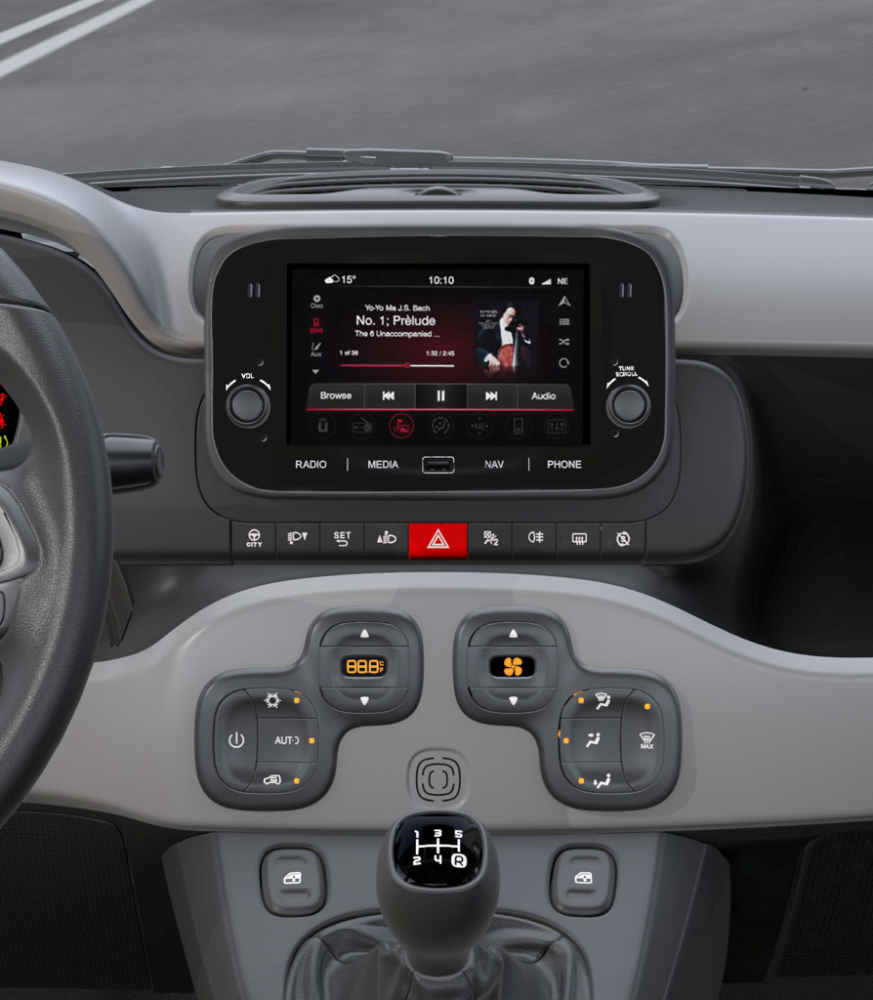 15° 10:10 NE
Disc
Ipod
Aux
Yo-Yo Ma J.S. Bach
No. 1; Prèlude
The 6 Unaccompanied ...
1 of 36 1:32 / 2:45
VOL
TUNE
SCROLL
Browse Audio
NE
RADIO | MEDIA NAV | PHONE
CITY
SET
888.8 °C °F
AUTO
MAX
1 3 5
2 4 R